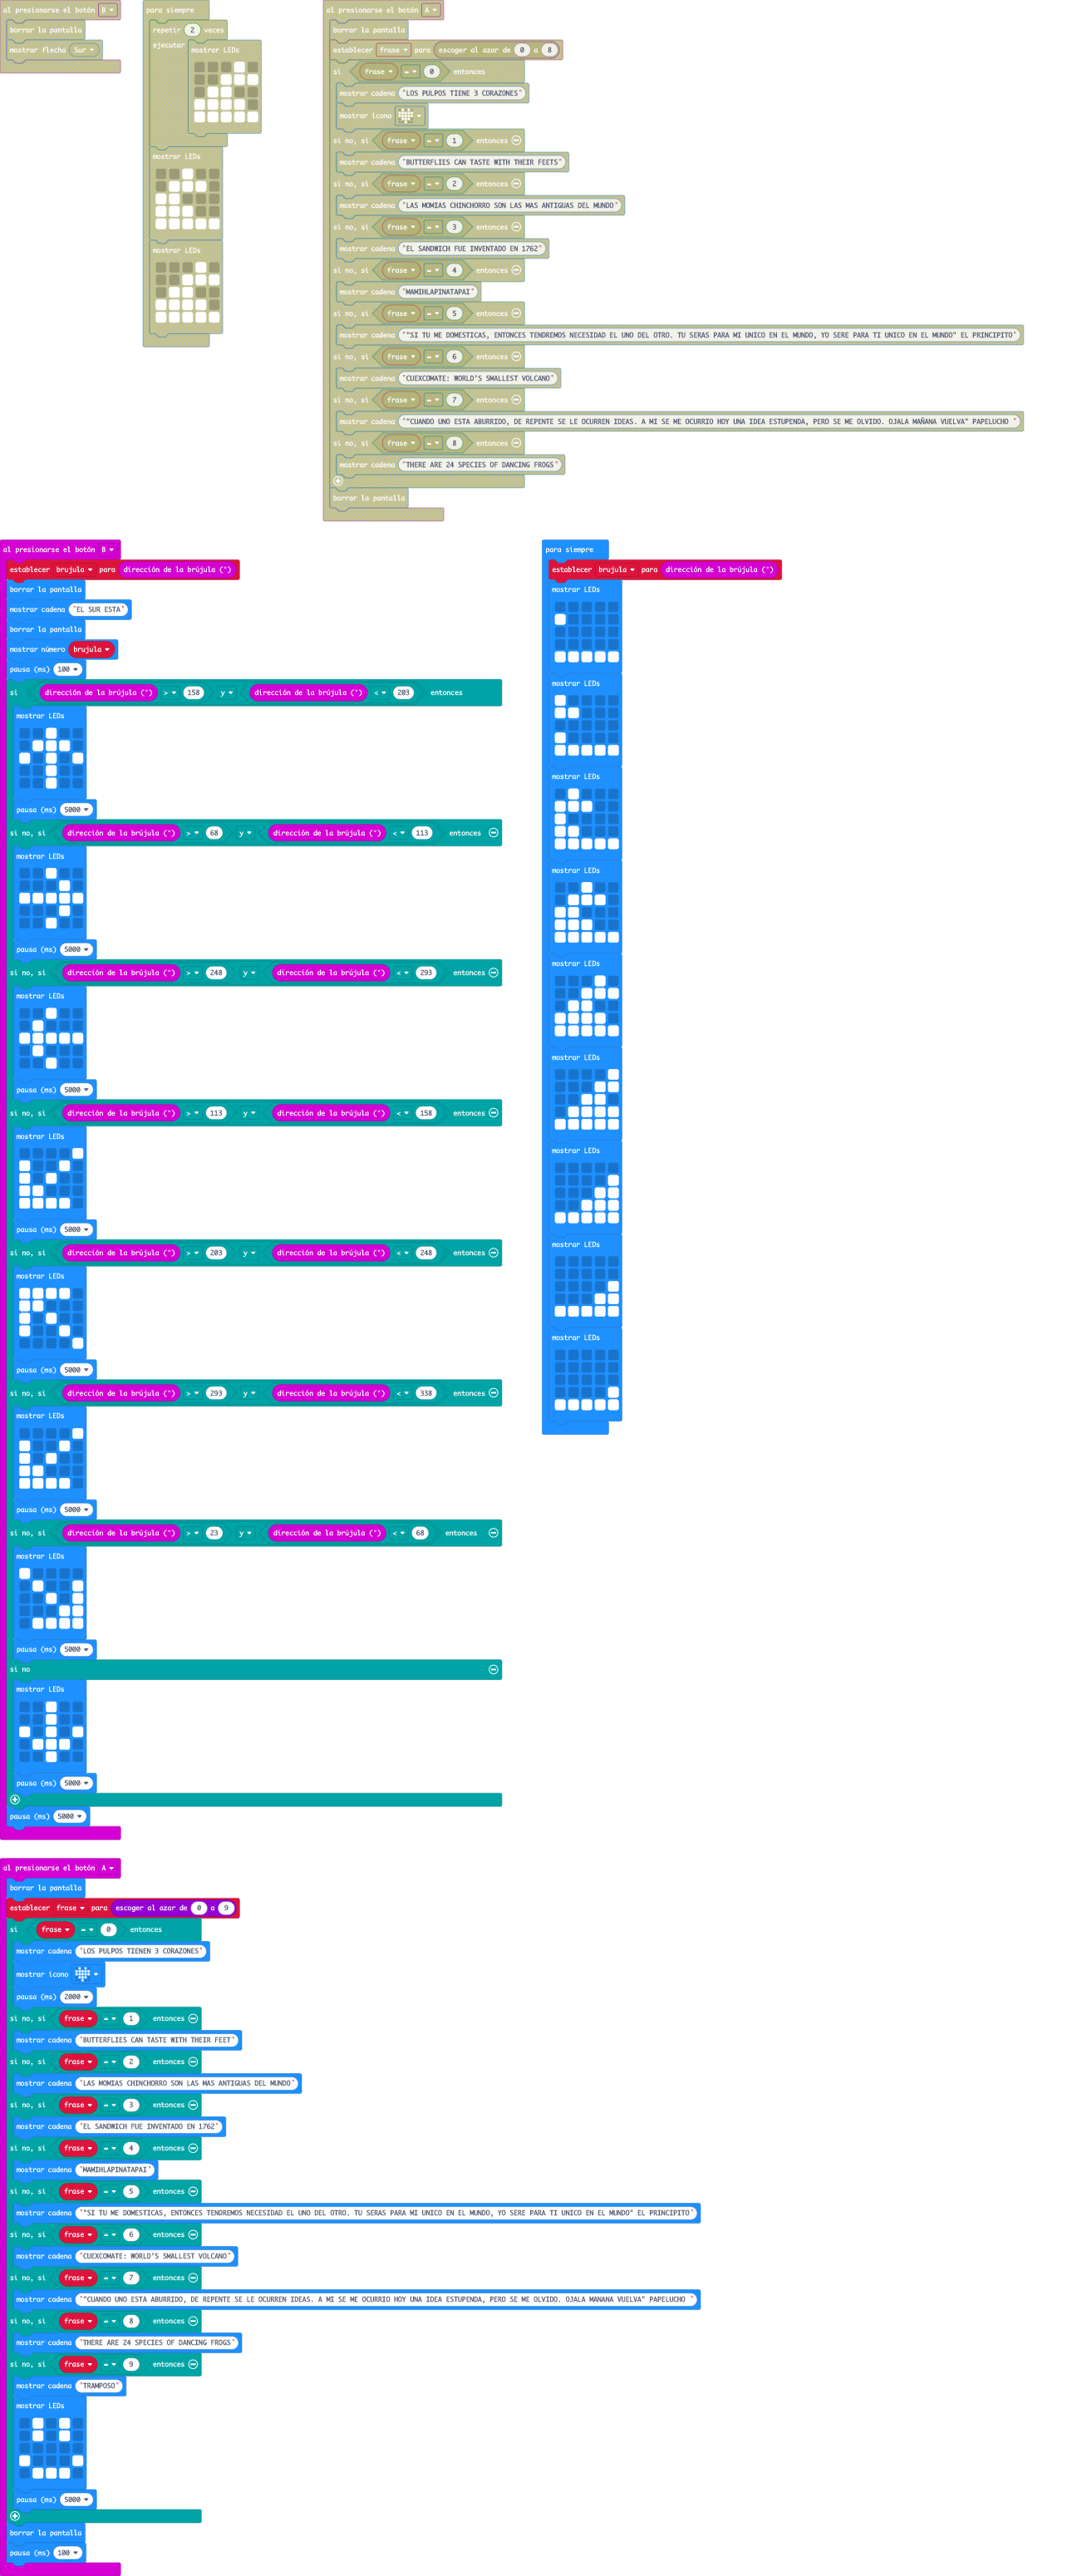 al presionarse el botón B
borrar la pantalla
mostrar flecha Sur
para siempre
repetir 2 veces
ejecutar
mostrar LEDs
mostrar LEDs
mostrar LEDs
al presionarse el botón A
borrar la pantalla
establecer frase para escoger al azar de 0 a 8
si frase = 0 entonces
mostrar cadena "LOS PULPOS TIENE 3 CORAZONES"
mostrar icono
si no, si frase = 1 entonces
mostrar cadena "BUTTERFLIES CAN TASTE WITH THEIR FEETS"
si no, si frase = 2 entonces
mostrar cadena "LAS MOMIAS CHINCHORRO SON LAS MAS ANTIGUAS DEL MUNDO"
si no, si frase = 3 entonces
mostrar cadena "EL SANDWICH FUE INVENTADO EN 1762"
si no, si frase = 4 entonces
mostrar cadena "MAMIHLAPINATAPAI"
si no, si frase = 5 entonces
mostrar cadena ""SI TU ME DOMESTICAS, ENTONCES TENDREMOS NECESIDAD EL UNO DEL OTRO. TU SERAS PARA MI UNICO EN EL MUNDO, YO SERE PARA TI UNICO EN EL MUNDO" EL PRINCIPITO"
si no, si frase = 6 entonces
mostrar cadena "CUEXCOMATE: WORLD'S SMALLEST VOLCANO"
si no, si frase = 7 entonces
mostrar cadena ""CUANDO UNO ESTA ABURRIDO, DE REPENTE SE LE OCURREN IDEAS. A MI SE ME OCURRIO HOY UNA IDEA ESTUPENDA, PERO SE ME OLVIDO. OJALA MAÑANA VUELVA" PAPELUCHO "
si no, si frase = 8 entonces
mostrar cadena "THERE ARE 24 SPECIES OF DANCING FROGS"
borrar la pantalla
al presionarse el botón B
establecer brujula para dirección de la brújula (°)
borrar la pantalla
mostrar cadena "EL SUR ESTA"
borrar la pantalla
mostrar número brujula
pausa (ms) 100
si dirección de la brújula (°) > 158 y dirección de la brújula (°) < 203 entonces
mostrar LEDs
pausa (ms) 5000
si no, si dirección de la brújula (°) > 68 y dirección de la brújula (°) < 113 entonces
mostrar LEDs
pausa (ms) 5000
si no, si dirección de la brújula (°) > 248 y dirección de la brújula (°) < 293 entonces
mostrar LEDs
pausa (ms) 5000
si no, si dirección de la brújula (°) > 113 y dirección de la brújula (°) < 158 entonces
mostrar LEDs
pausa (ms) 5000
si no, si dirección de la brújula (°) > 203 y dirección de la brújula (°) < 248 entonces
mostrar LEDs
pausa (ms) 5000
si no, si dirección de la brújula (°) > 293 y dirección de la brújula (°) < 338 entonces
mostrar LEDs
pausa (ms) 5000
si no, si dirección de la brújula (°) > 23 y dirección de la brújula (°) < 68 entonces
mostrar LEDs
pausa (ms) 5000
si no
mostrar LEDs
pausa (ms) 5000
pausa (ms) 5000
para siempre
establecer brujula para dirección de la brújula (°)
mostrar LEDs
mostrar LEDs
mostrar LEDs
mostrar LEDs
mostrar LEDs
mostrar LEDs
mostrar LEDs
mostrar LEDs
mostrar LEDs
al presionarse el botón A
borrar la pantalla
establecer frase para escoger al azar de 0 a 9
si frase = 0 entonces
mostrar cadena "LOS PULPOS TIENEN 3 CORAZONES"
mostrar icono
pausa (ms) 2000
si no, si frase = 1 entonces
mostrar cadena "BUTTERFLIES CAN TASTE WITH THEIR FEET"
si no, si frase = 2 entonces
mostrar cadena "LAS MOMIAS CHINCHORRO SON LAS MAS ANTIGUAS DEL MUNDO"
si no, si frase = 3 entonces
mostrar cadena "EL SANDWICH FUE INVENTADO EN 1762"
si no, si frase = 4 entonces
mostrar cadena "MAMIHLAPINATAPAI"
si no, si frase = 5 entonces
mostrar cadena ""SI TU ME DOMESTICAS, ENTONCES TENDREMOS NECESIDAD EL UNO DEL OTRO. TU SERAS PARA MI UNICO EN EL MUNDO, YO SERE PARA TI UNICO EN EL MUNDO" EL PRINCIPITO"
si no, si frase = 6 entonces
mostrar cadena "CUEXCOMATE: WORLD'S SMALLEST VOLCANO"
si no, si frase = 7 entonces
mostrar cadena ""CUANDO UNO ESTA ABURRIDO, DE REPENTE SE LE OCURREN IDEAS. A MI SE ME OCURRIO HOY UNA IDEA ESTUPENDA, PERO SE ME OLVIDO. OJALA MANANA VUELVA" PAPELUCHO "
si no, si frase = 8 entonces
mostrar cadena "THERE ARE 24 SPECIES OF DANCING FROGS"
si no, si frase = 9 entonces
mostrar cadena "TRAMPOSO"
mostrar LEDs
pausa (ms) 5000
borrar la pantalla
pausa (ms) 100